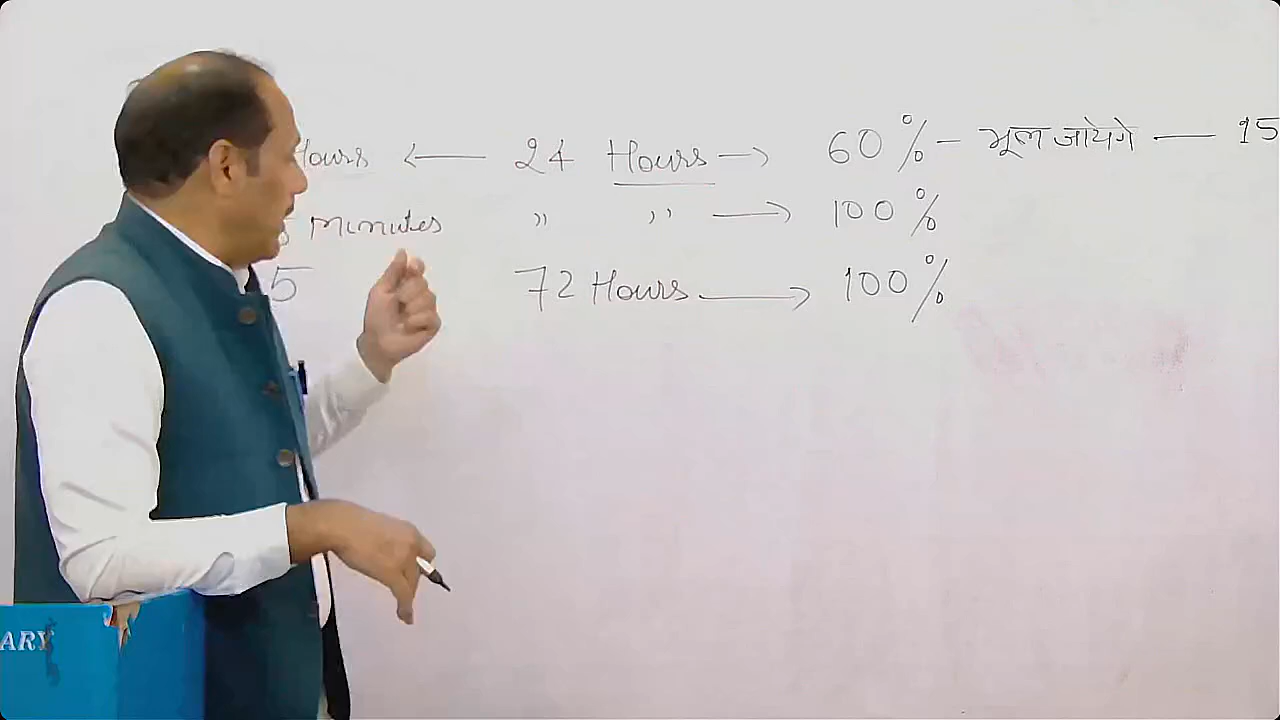 Hours ← 24 Hours → 60% - भूल जायेगे — 15
Minutes " " → 100%
5 72 Hours → 100%
ARY